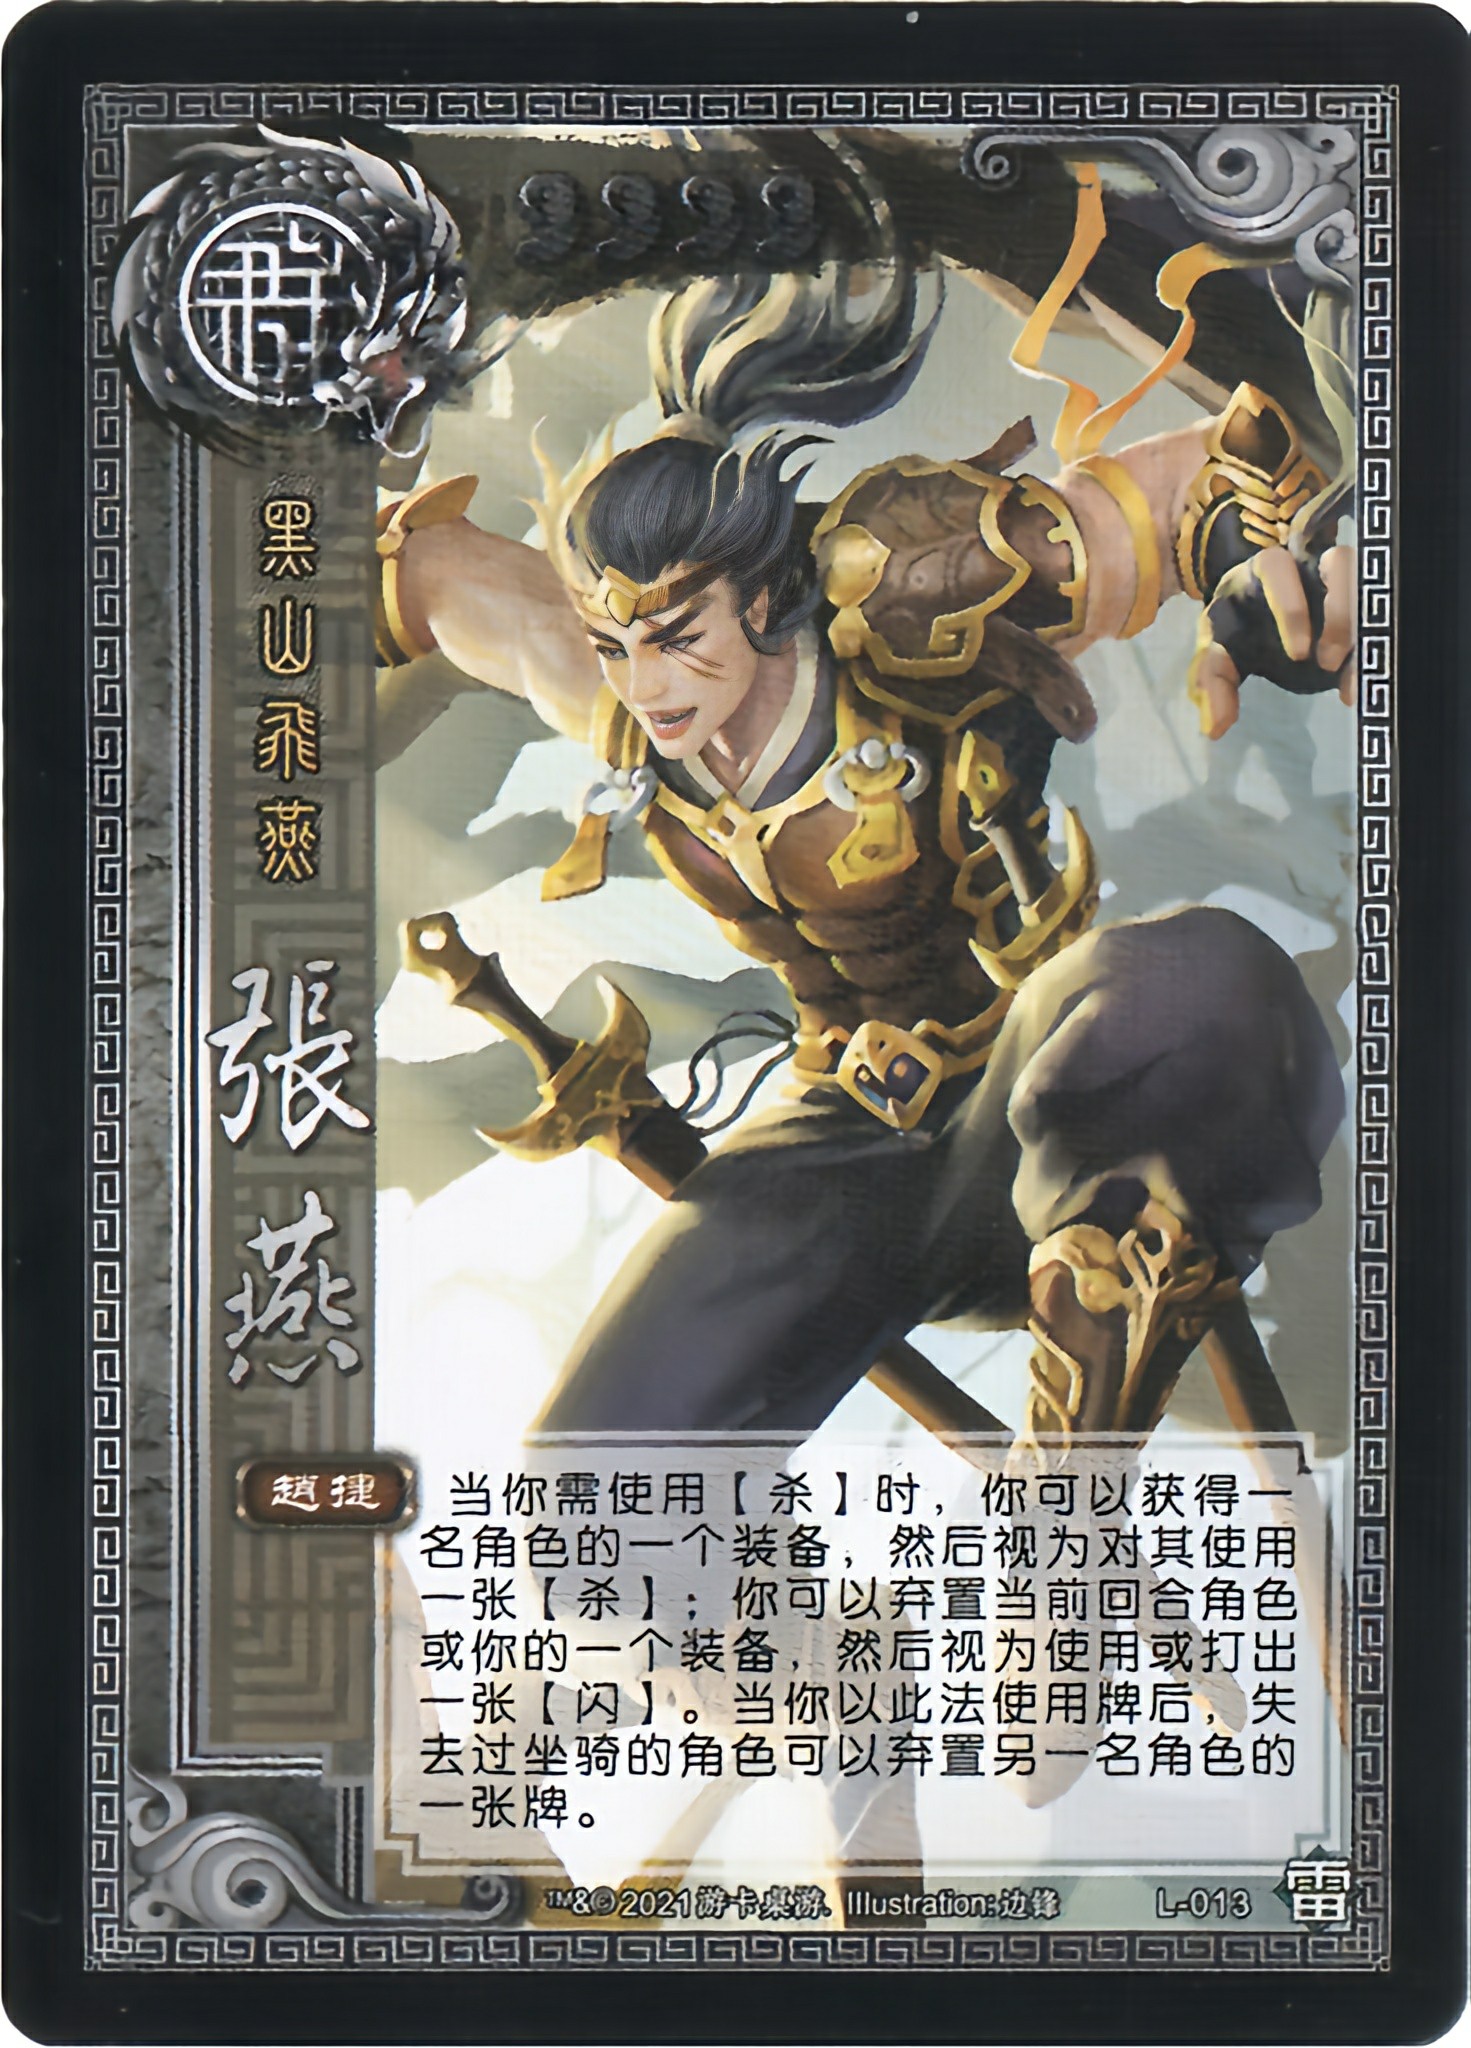 飛
黑山飛燕
張燕
趫捷
当你需使用【杀】时，你可以获得一
名角色的一个装备，然后视为对其使用
一张【杀】；你可以弃置当前回合角色
或你的一个装备，然后视为使用或打出
一张【闪】。当你以此法使用牌后，失
去过坐骑的角色可以弃置另一名角色的
一张牌。
™&©2021游卡桌游. Illustration:边锋
L-013
雷